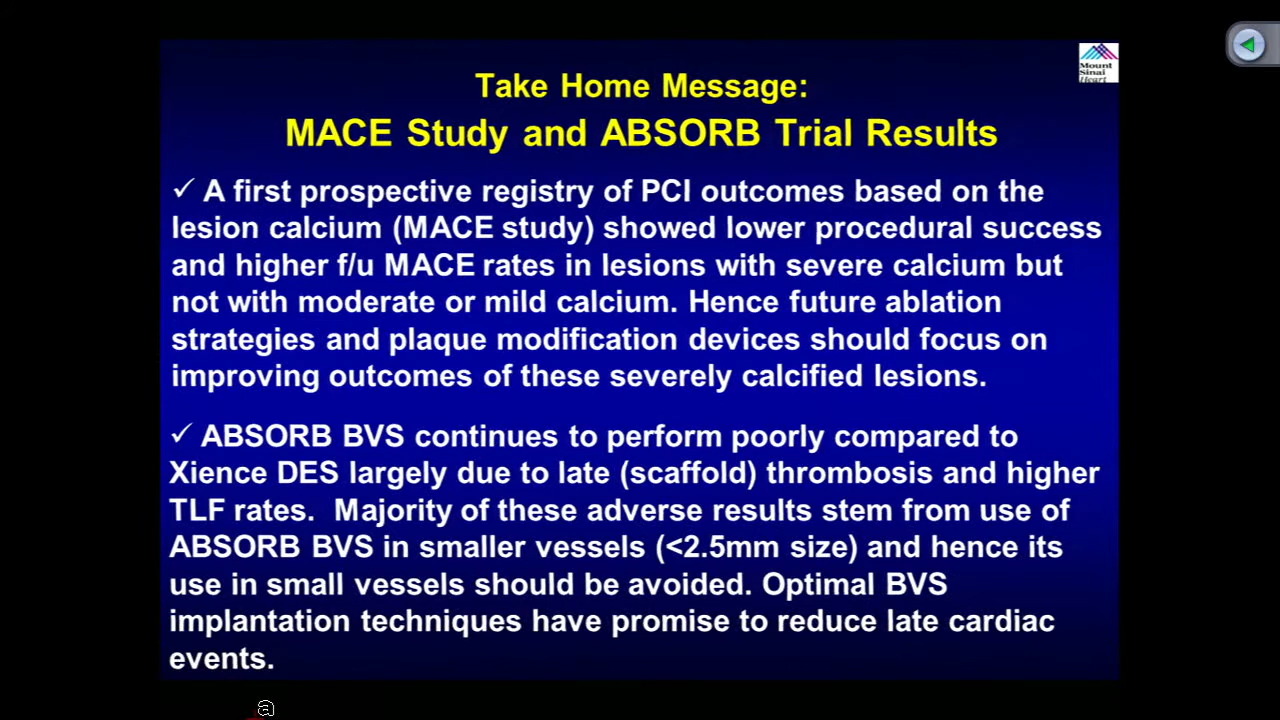 Mount
Sinai
Heart
Take Home Message:
MACE Study and ABSORB Trial Results
✓ A first prospective registry of PCI outcomes based on the
lesion calcium (MACE study) showed lower procedural success
and higher f/u MACE rates in lesions with severe calcium but
not with moderate or mild calcium. Hence future ablation
strategies and plaque modification devices should focus on
improving outcomes of these severely calcified lesions.
✓ ABSORB BVS continues to perform poorly compared to
Xience DES largely due to late (scaffold) thrombosis and higher
TLF rates. Majority of these adverse results stem from use of
ABSORB BVS in smaller vessels (<2.5mm size) and hence its
use in small vessels should be avoided. Optimal BVS
implantation techniques have promise to reduce late cardiac
events.
a